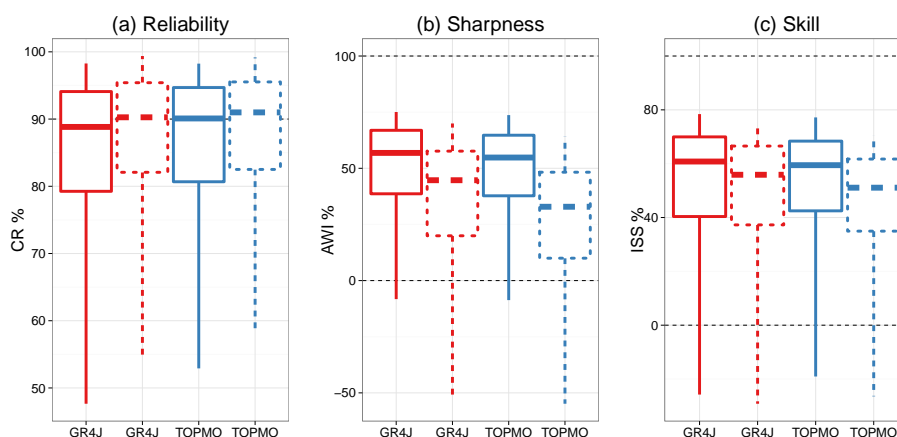 (a) Reliability
(b) Sharpness
(c) Skill
CR %
100
90
80
70
60
50
GR4J GR4J TOPMO TOPMO
AWI %
100
50
0
−50
GR4J GR4J TOPMO TOPMO
ISS %
80
40
0
GR4J GR4J TOPMO TOPMO